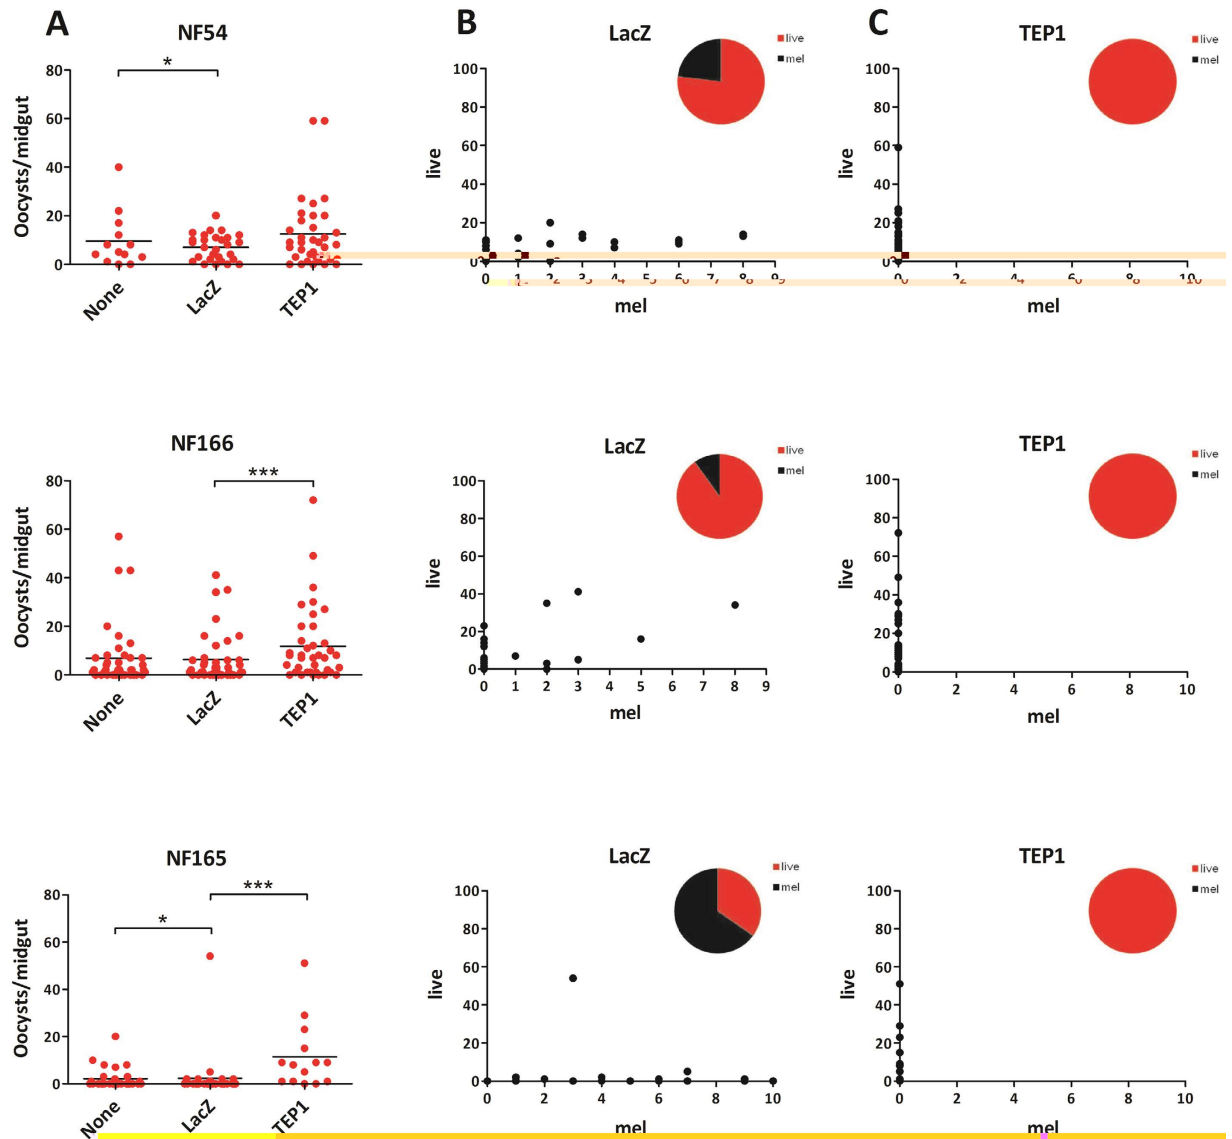 A B C
NF54 LacZ TEP1
live
mel
live
mel
*
Oocysts/midgut
80
60
40
20
0
None LacZ TEP1
live
100
80
60
40
20
0
0 1 2 3 4 5 6 7 8 9
mel
live
100
80
60
40
20
0
0 2 4 6 8 10
mel
NF166 LacZ TEP1
live
mel
live
mel
***
Oocysts/midgut
80
60
40
20
0
None LacZ TEP1
live
100
80
60
40
20
0
0 1 2 3 4 5 6 7 8 9
mel
live
100
80
60
40
20
0
0 2 4 6 8 10
mel
NF165 LacZ TEP1
live
mel
live
mel
* ***
Oocysts/midgut
80
60
40
20
0
None LacZ TEP1
live
100
80
60
40
20
0
0 2 4 6 8 10
mel
live
100
80
60
40
20
0
0 2 4 6 8 10
mel